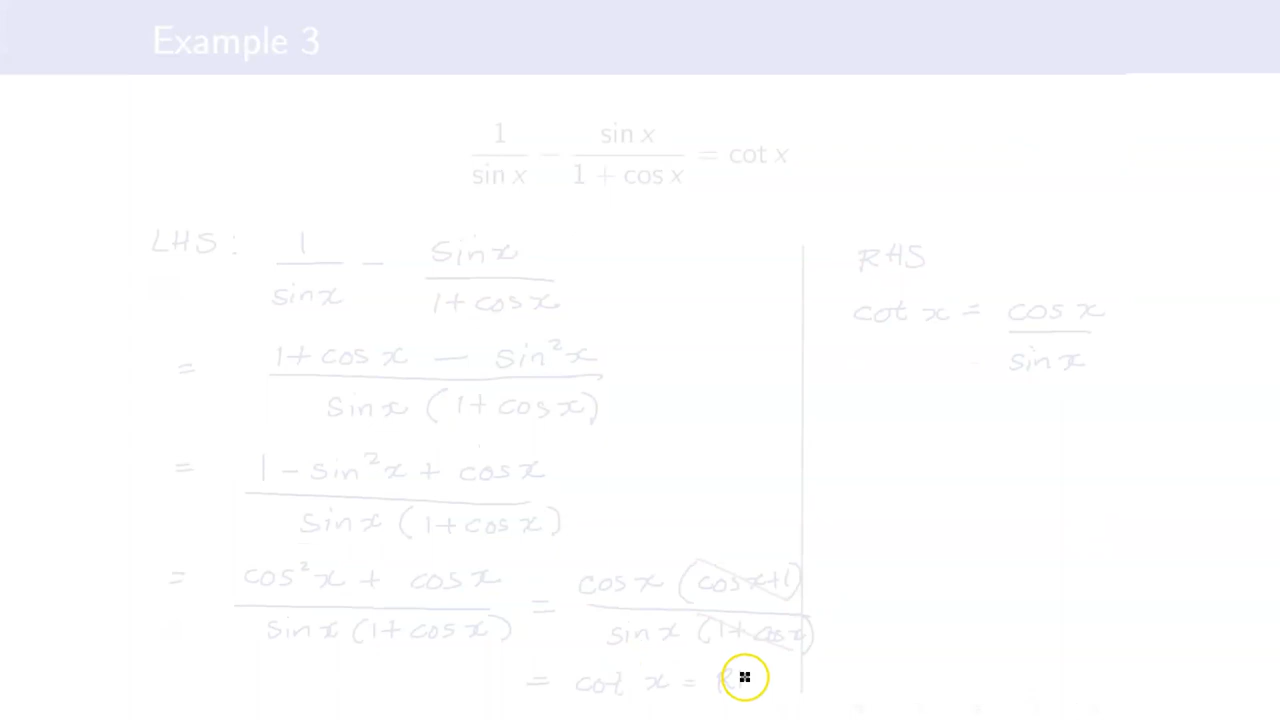 Example 3
1/sin x − sin x/(1 + cos x) = cot x
LHS : 1/sin x − sin x/(1 + cos x)
= (1 + cos x − sin²x)/(sin x (1 + cos x))
= (1 − sin²x + cos x)/(sin x (1 + cos x))
= (cos²x + cos x)/(sin x (1 + cos x)) = (cos x (cos x + 1))/(sin x (1 + cos x))
= cot x = R
RHS
cot x = cos x/sin x